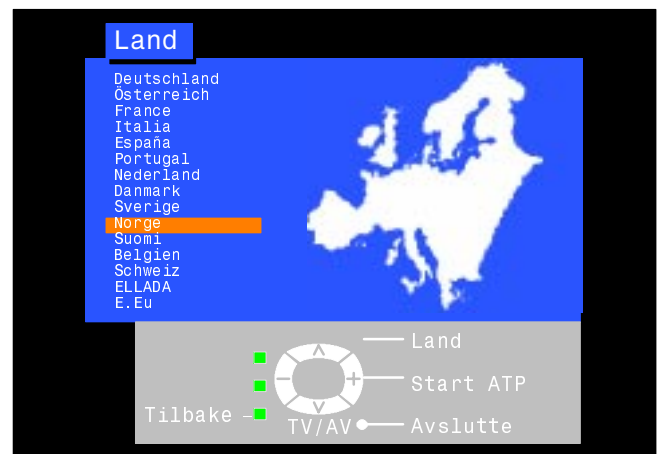 Land
Deutschland
Österreich
France
Italia
España
Portugal
Nederland
Danmark
Sverige
Norge
Suomi
Belgien
Schweiz
ELLADA
E.Eu
Land
Start ATP
Tilbake
TV/AV
Avslutte